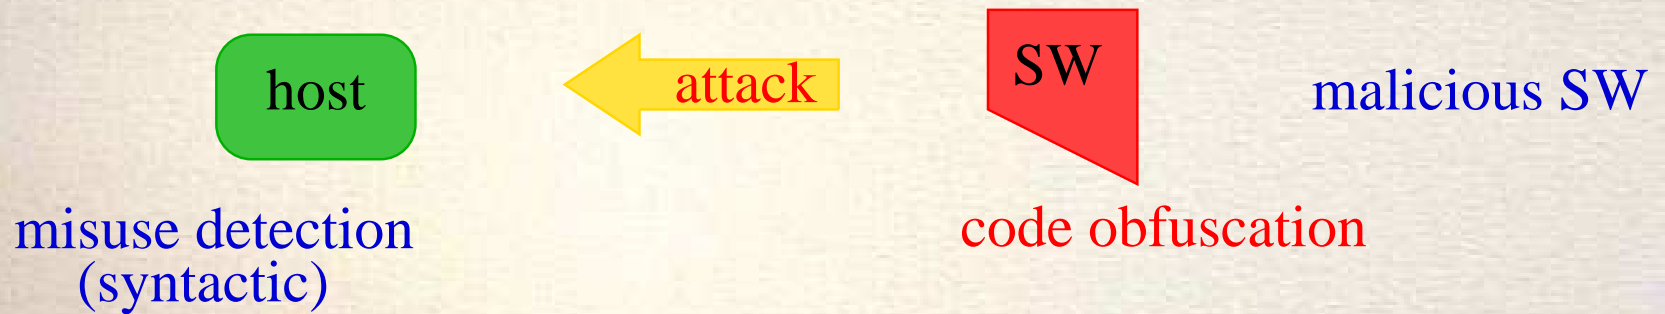 host
attack
SW
malicious SW
misuse detection
(syntactic)
code obfuscation